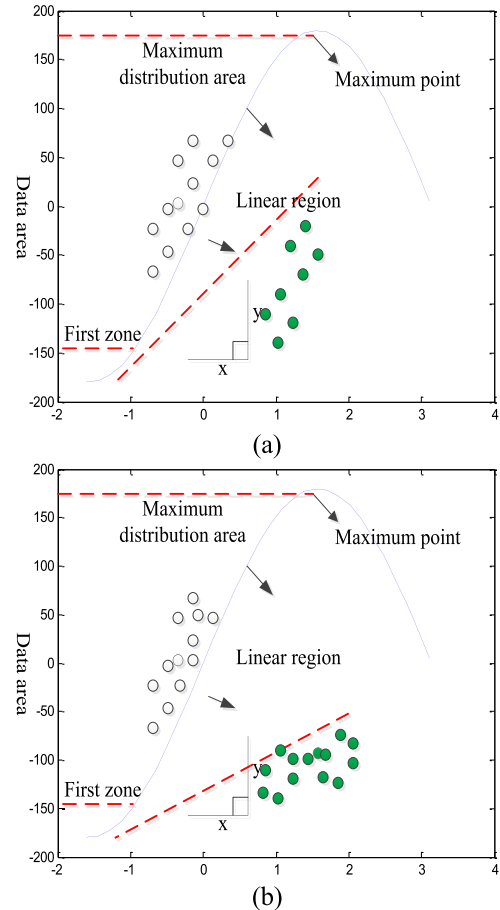 200
150
100
50
0
-50
-100
-150
-200
-2
-1
0
1
2
3
4
Data area
Maximum
distribution area
Maximum point
Linear region
First zone
y
x
(a)
200
150
100
50
0
-50
-100
-150
-200
-2
-1
0
1
2
3
4
Data area
Maximum
distribution area
Maximum point
Linear region
First zone
y
x
(b)